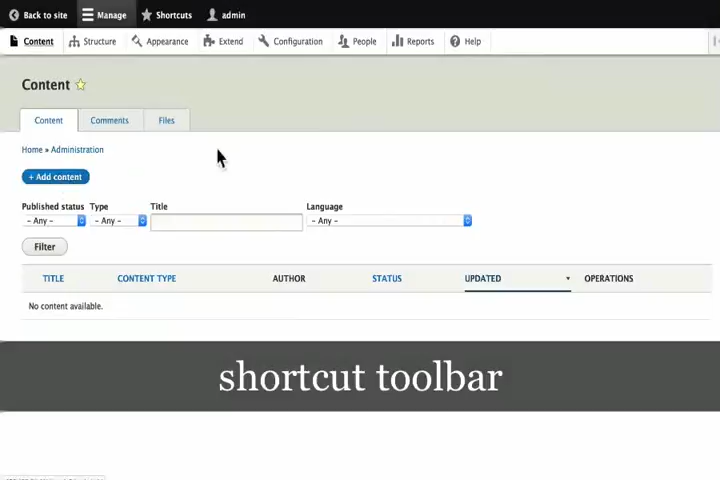 Back to site Manage Shortcuts admin
Content Structure Appearance Extend Configuration People Reports Help
Content
Content Comments Files
Home » Administration
+ Add content
Published status Type Title Language
- Any - - Any - - Any -
Filter
TITLE CONTENT TYPE AUTHOR STATUS UPDATED OPERATIONS
No content available.
shortcut toolbar